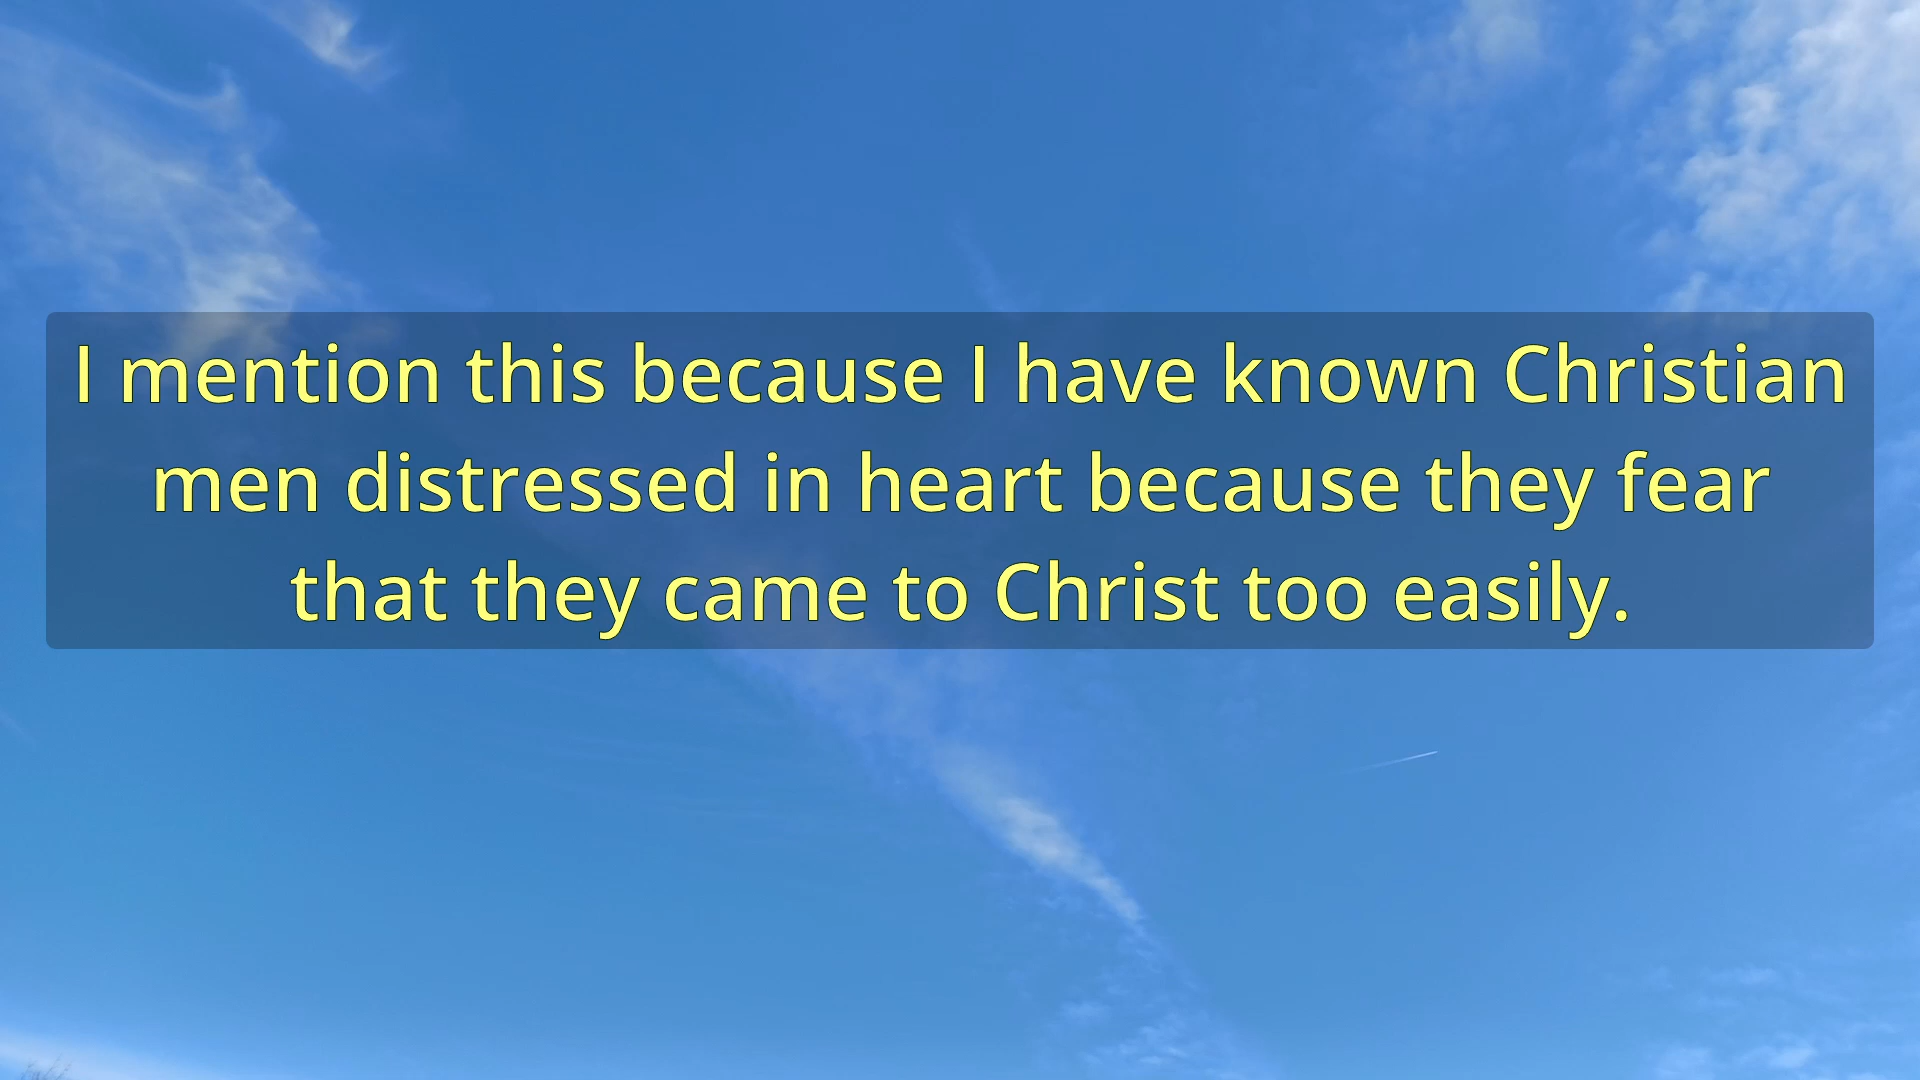 I mention this because I have known Christian
men distressed in heart because they fear
that they came to Christ too easily.